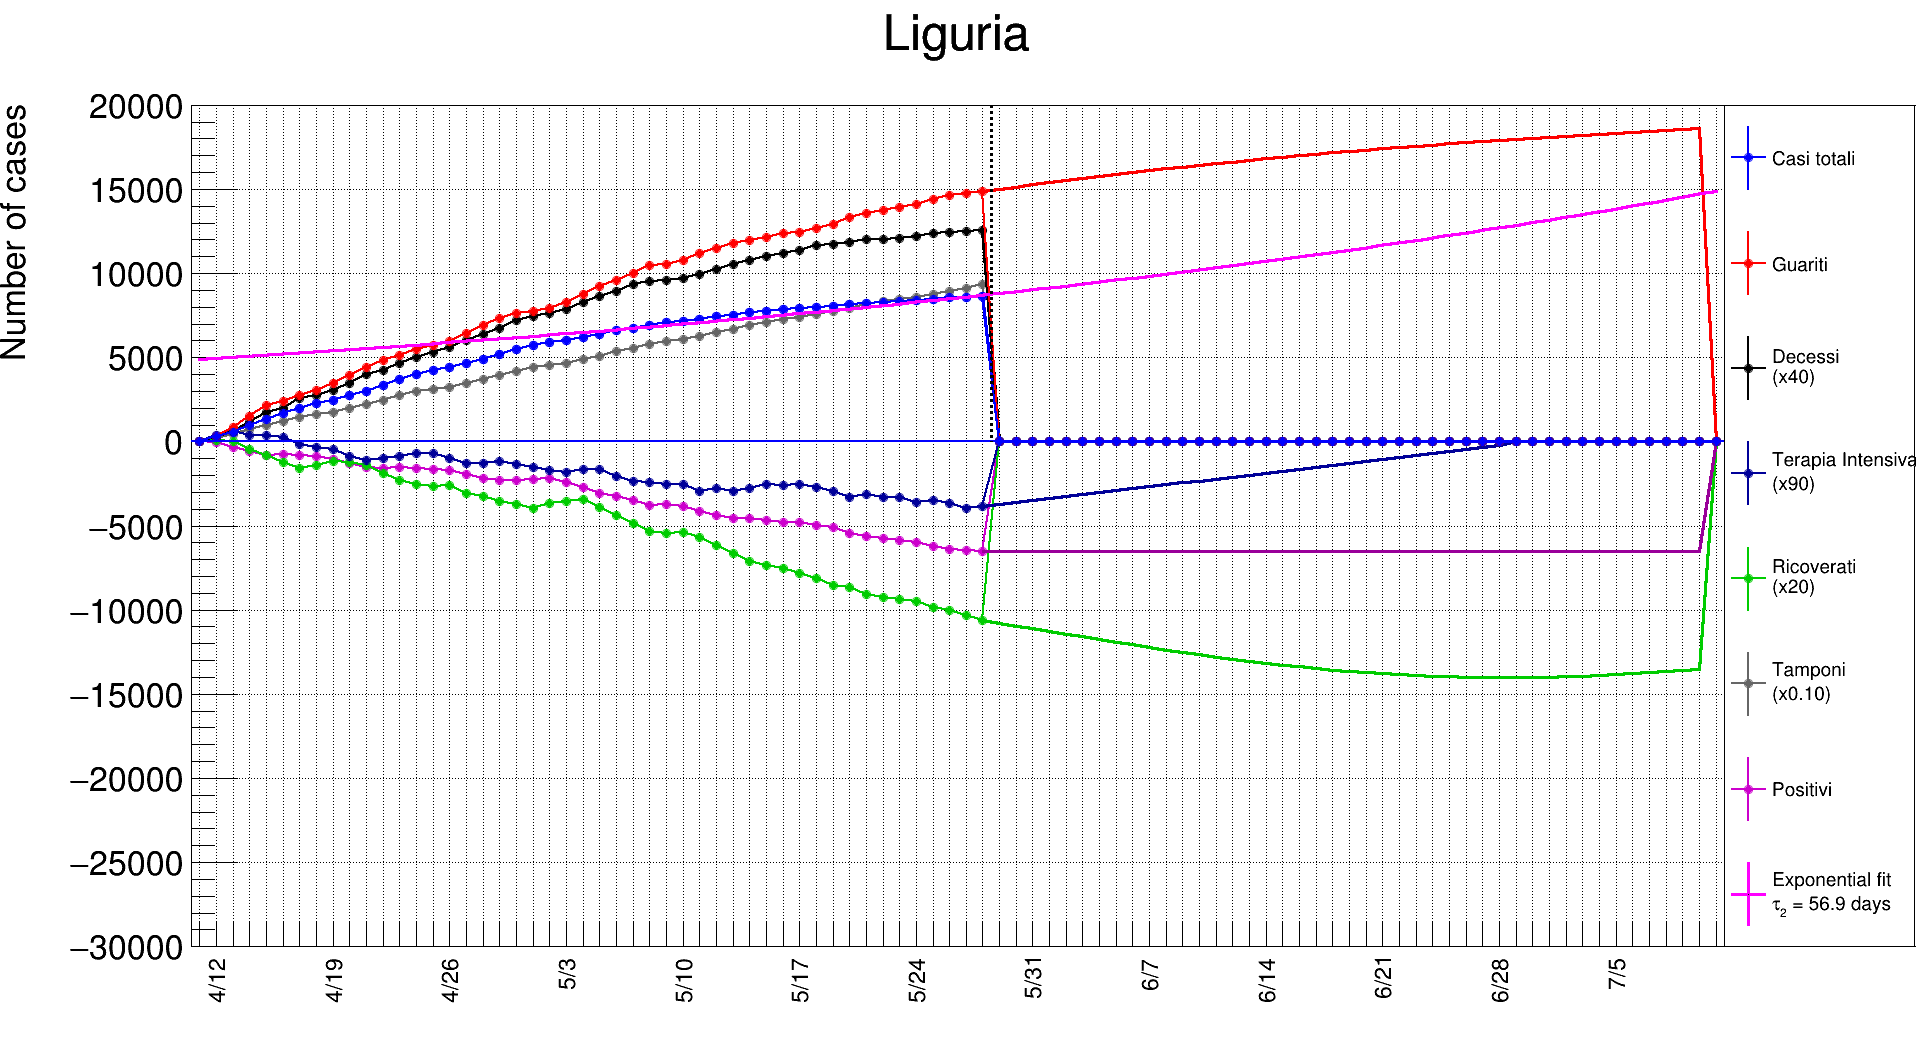 Liguria
Number of cases
20000
15000
10000
5000
0
−5000
−10000
−15000
−20000
−25000
−30000
4/12
4/19
4/26
5/3
5/10
5/17
5/24
5/31
6/7
6/14
6/21
6/28
7/5
Casi totali
Guariti
Decessi
(x40)
Terapia Intensiva
(x90)
Ricoverati
(x20)
Tamponi
(x0.10)
Positivi
Exponential fit
τ2 = 56.9 days